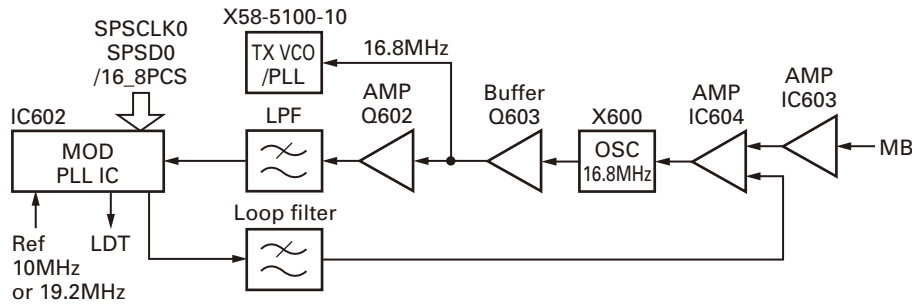 SPSCLK0
SPSD0
/16_8PCS
X58-5100-10
TX VCO
/PLL
16.8MHz
AMP
Q602
Buffer
Q603
X600
OSC
16.8MHz
AMP
IC604
AMP
IC603
MB
IC602
MOD
PLL IC
LPF
Loop filter
Ref
10MHz
or 19.2MHz
LDT